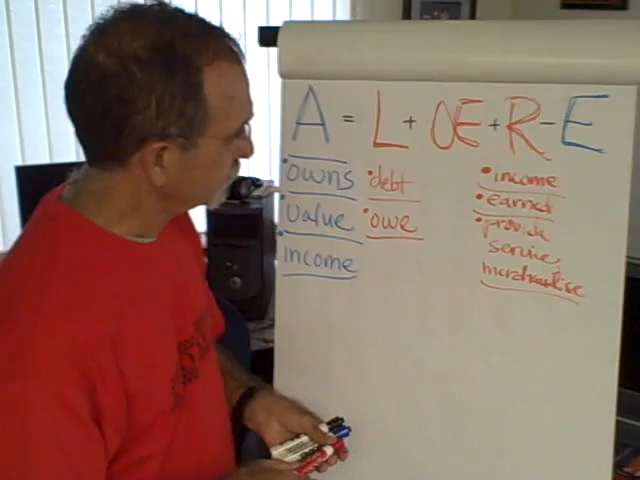 A = L + OE + R - E
• owns
• value
• income
• debt
• owe
• income
• earned
• provide
service,
merchandise